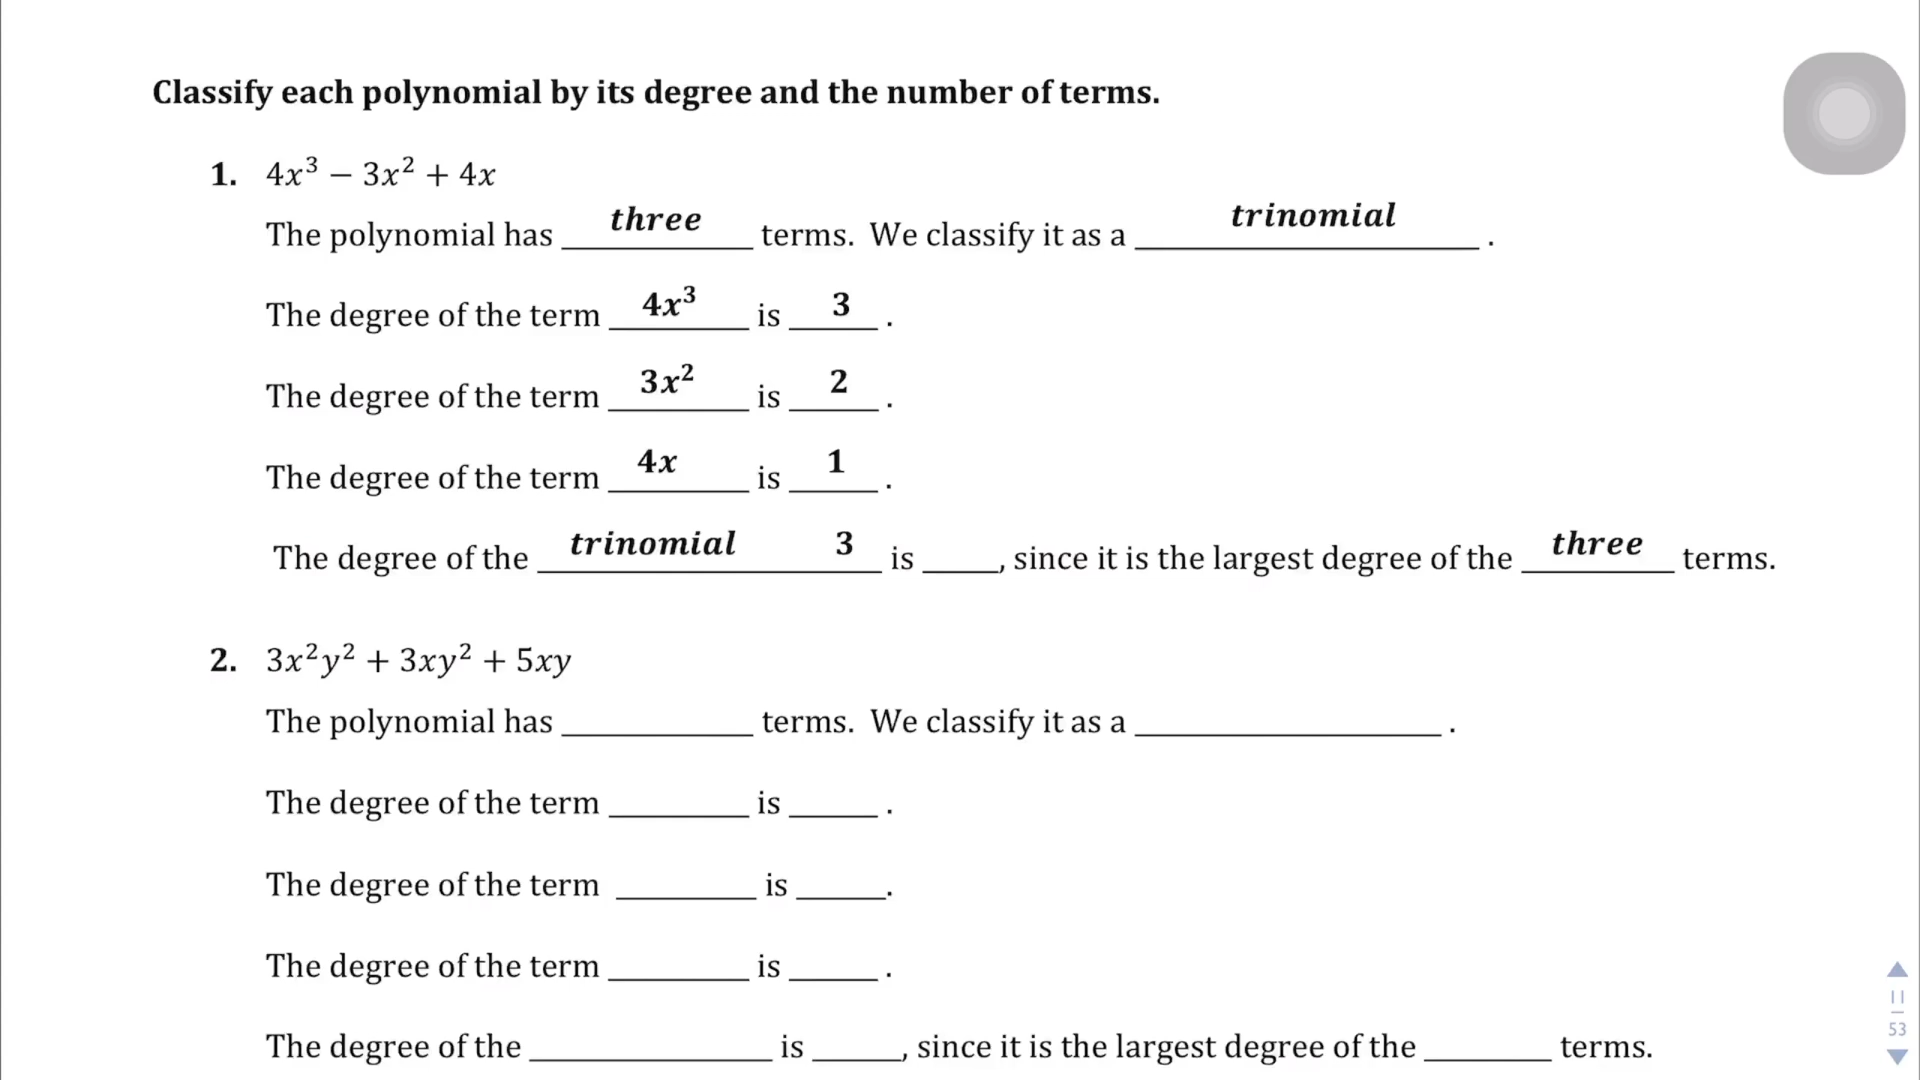 Classify each polynomial by its degree and the number of terms.
1. 4x³ − 3x² + 4x
The polynomial has three terms. We classify it as a trinomial .
The degree of the term 4x³ is 3 .
The degree of the term 3x² is 2 .
The degree of the term 4x is 1 .
The degree of the trinomial 3 is ____, since it is the largest degree of the three terms.
2. 3x²y² + 3xy² + 5xy
The polynomial has ____ terms. We classify it as a ____ .
The degree of the term ____ is ____ .
The degree of the term ____ is ____.
The degree of the term ____ is ____ .
The degree of the ____ is ____, since it is the largest degree of the ____ terms.
11
53